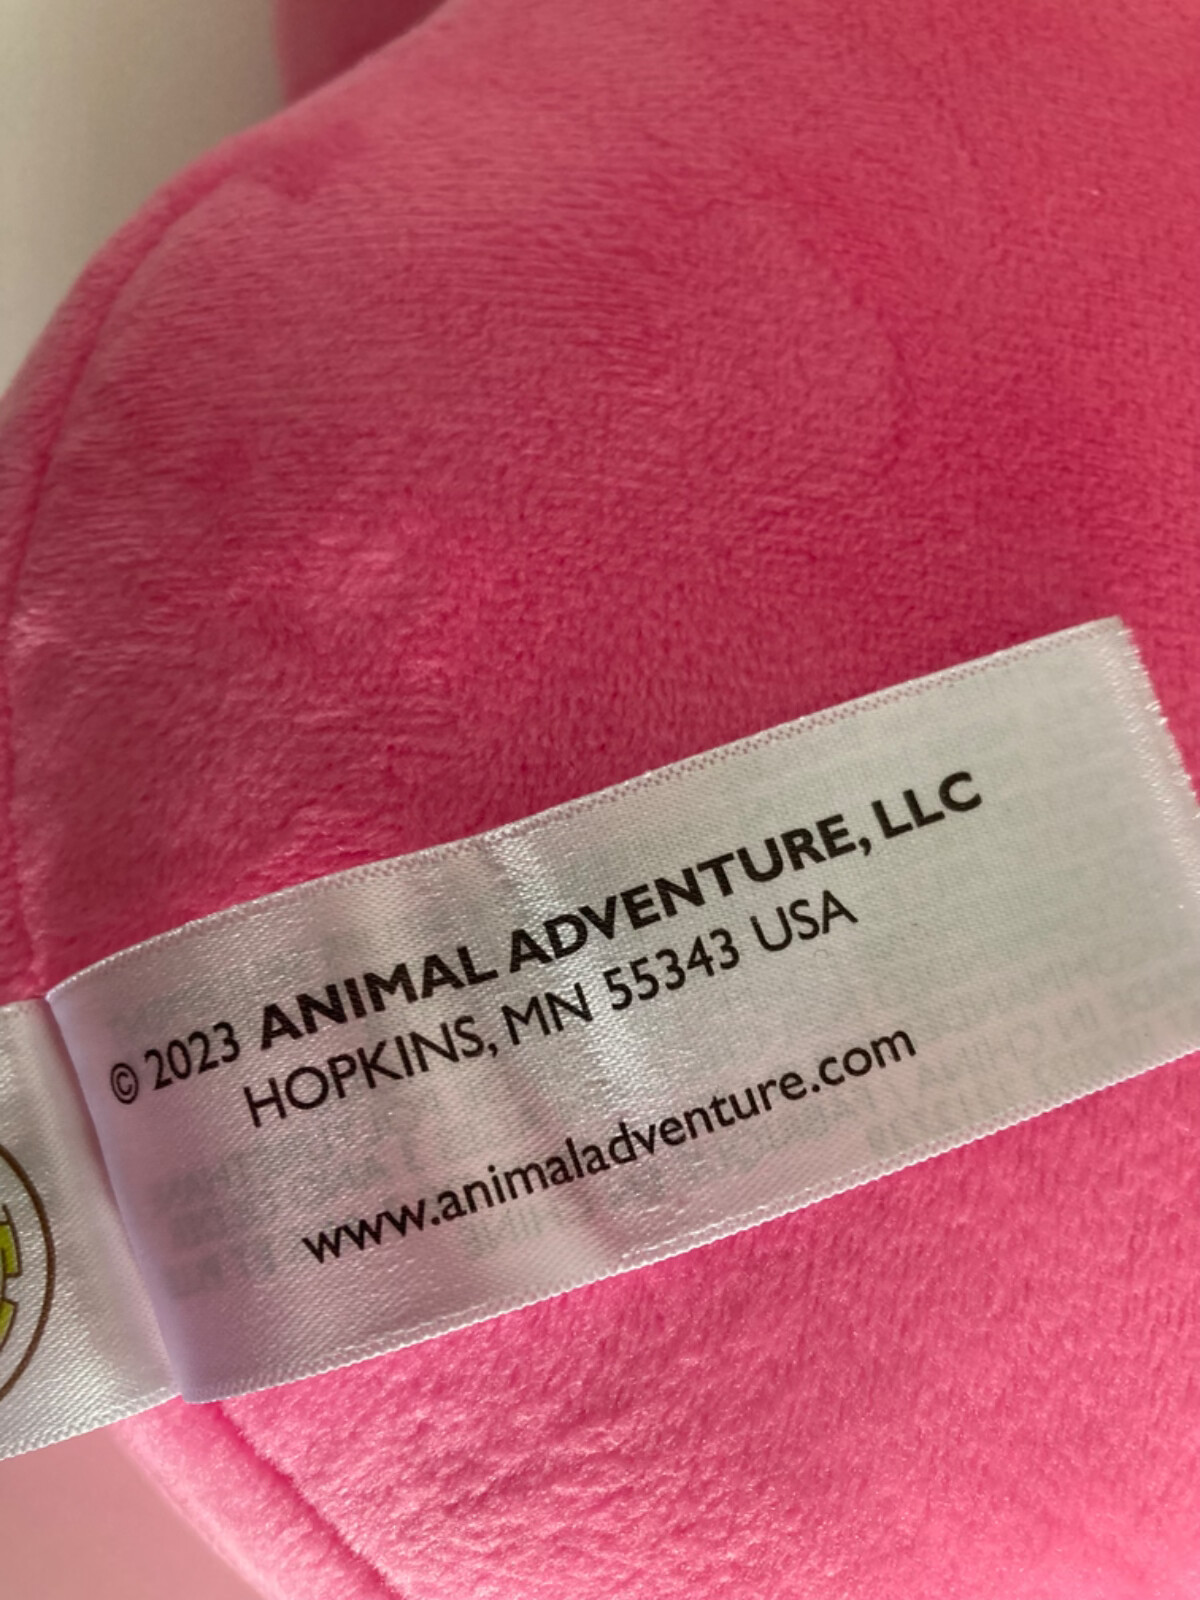 © 2023 ANIMAL ADVENTURE, LLC
HOPKINS, MN 55343 USA
www.animaladventure.com